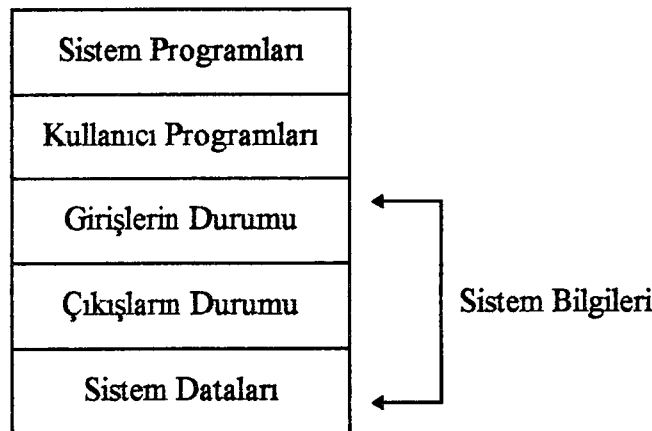 Sistem Programları
Kullanıcı Programları
Girişlerin Durumu
Çıkışların Durumu
Sistem Bilgileri
Sistem Dataları